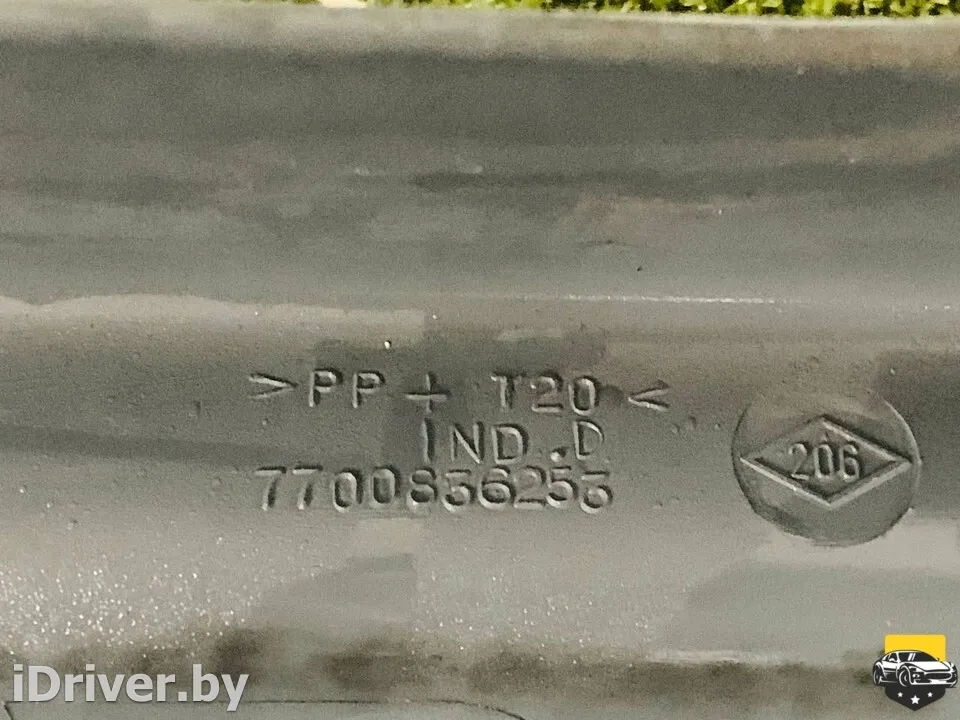 >PP + T20<
IND.D
7700836253
206
iDriver.by